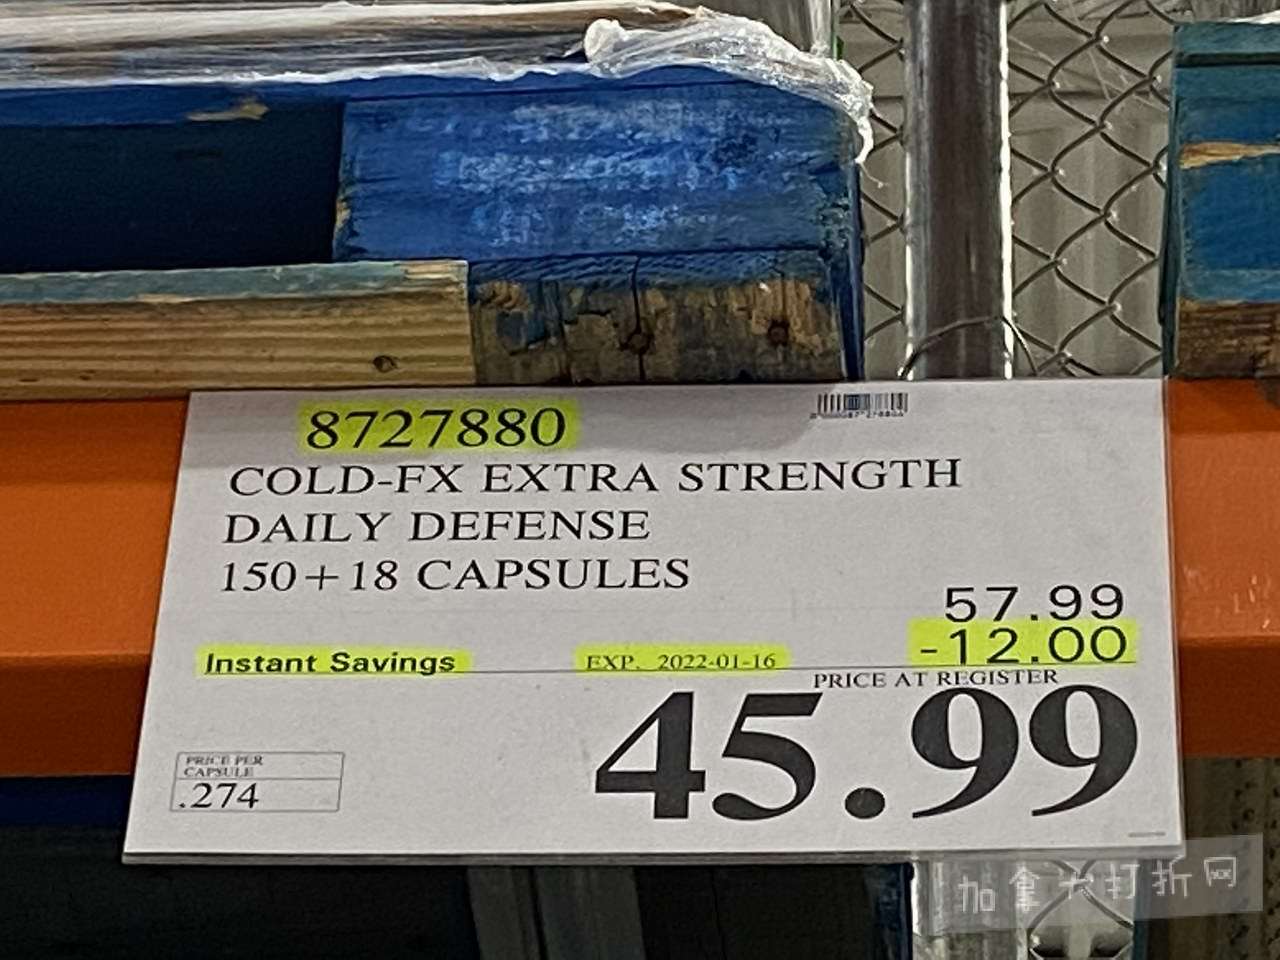 8727880
COLD-FX EXTRA STRENGTH
DAILY DEFENSE
150+18 CAPSULES
57.99
-12.00
Instant Savings
EXP. 2022-01-16
PRICE AT REGISTER
45.99
PRICE PER
CAPSULE
.274
加拿大打折网